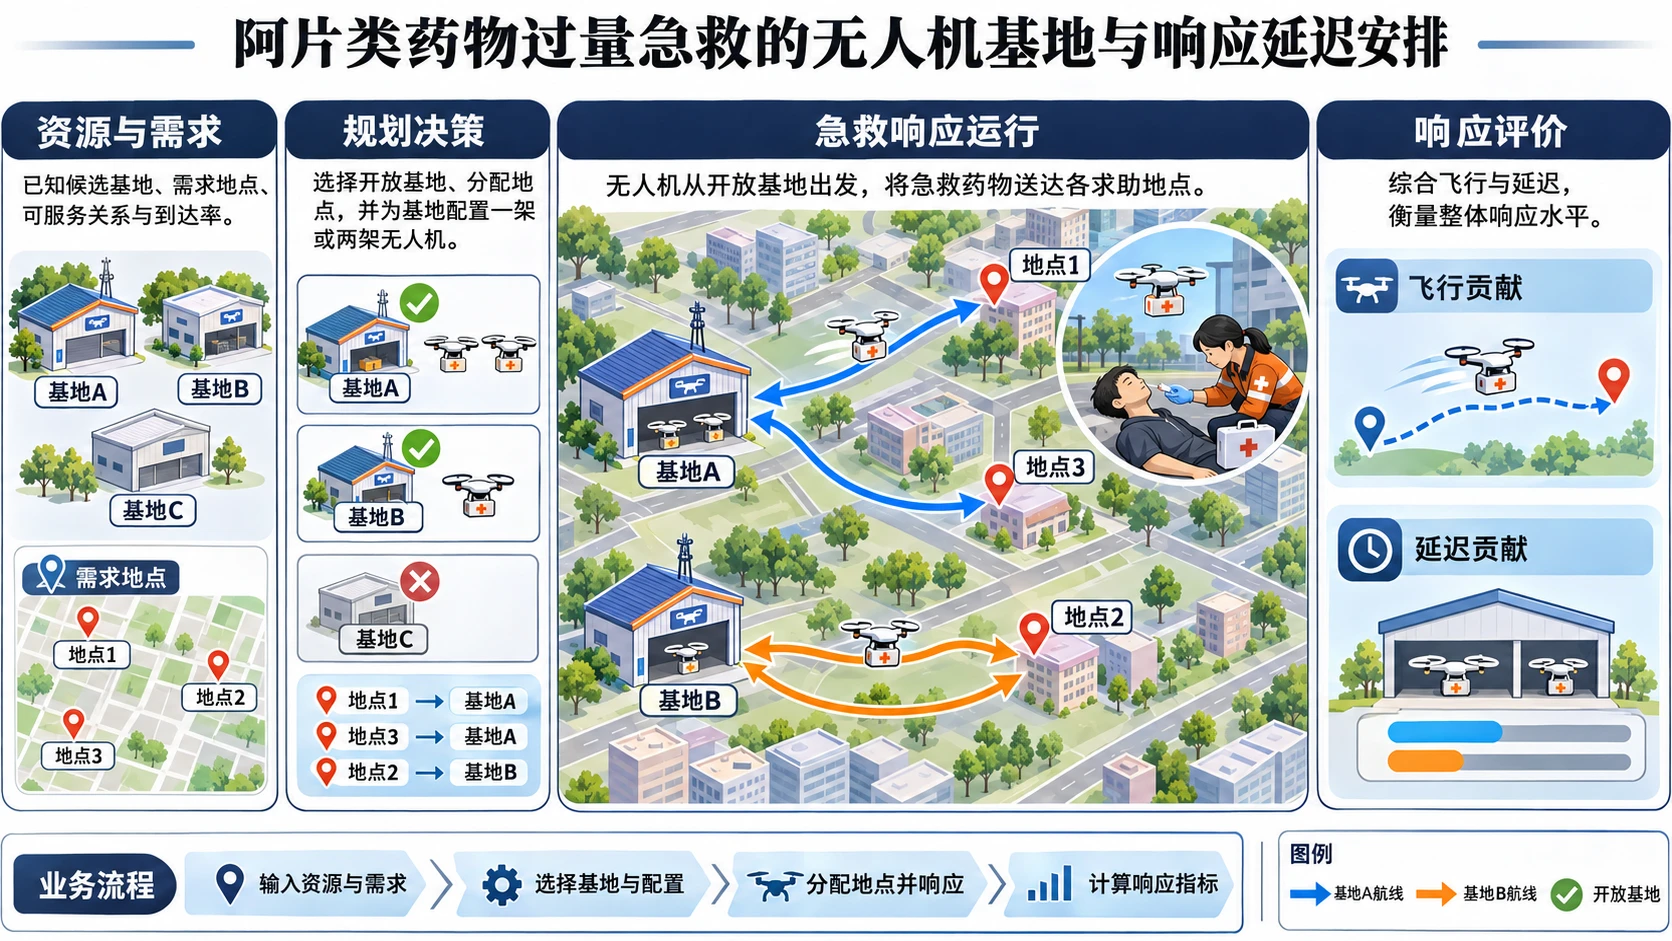 阿片类药物过量急救的无人机基地与响应延迟安排
资源与需求
已知候选基地、需求地点、
可服务关系与到达率。
基地A
基地B
基地C
需求地点
地点1
地点2
地点3
规划决策
选择开放基地、分配地
点，并为基地配置一架
或两架无人机。
基地A
基地B
基地C
地点1 → 基地A
地点3 → 基地A
地点2 → 基地B
急救响应运行
无人机从开放基地出发，将急救药物送达各求助地点。
地点1
基地A
地点3
地点2
基地B
响应评价
综合飞行与延迟，
衡量整体响应水平。
飞行贡献
延迟贡献
业务流程
输入资源与需求
选择基地与配置
分配地点并响应
计算响应指标
图例
基地A航线
基地B航线
开放基地